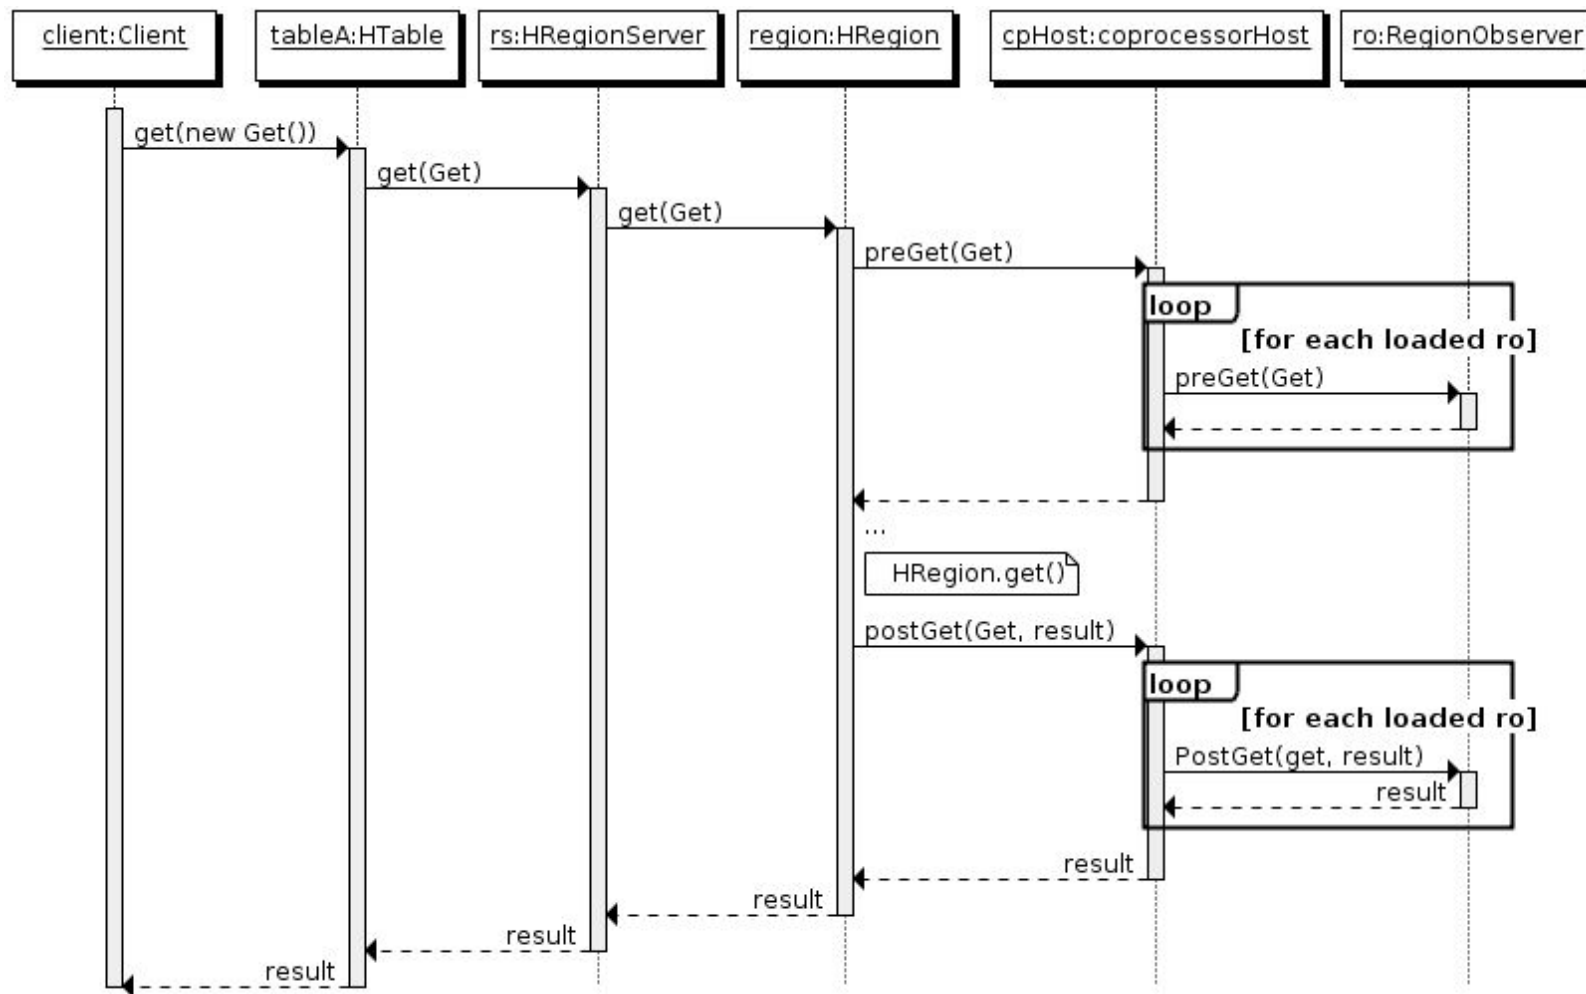 client:Client
tableA:HTable
rs:HRegionServer
region:HRegion
cpHost:coprocessorHost
ro:RegionObserver
get(new Get())
get(Get)
get(Get)
preGet(Get)
loop
[for each loaded ro]
preGet(Get)
...
HRegion.get()
postGet(Get, result)
loop
[for each loaded ro]
PostGet(get, result)
result
result
result
result
result